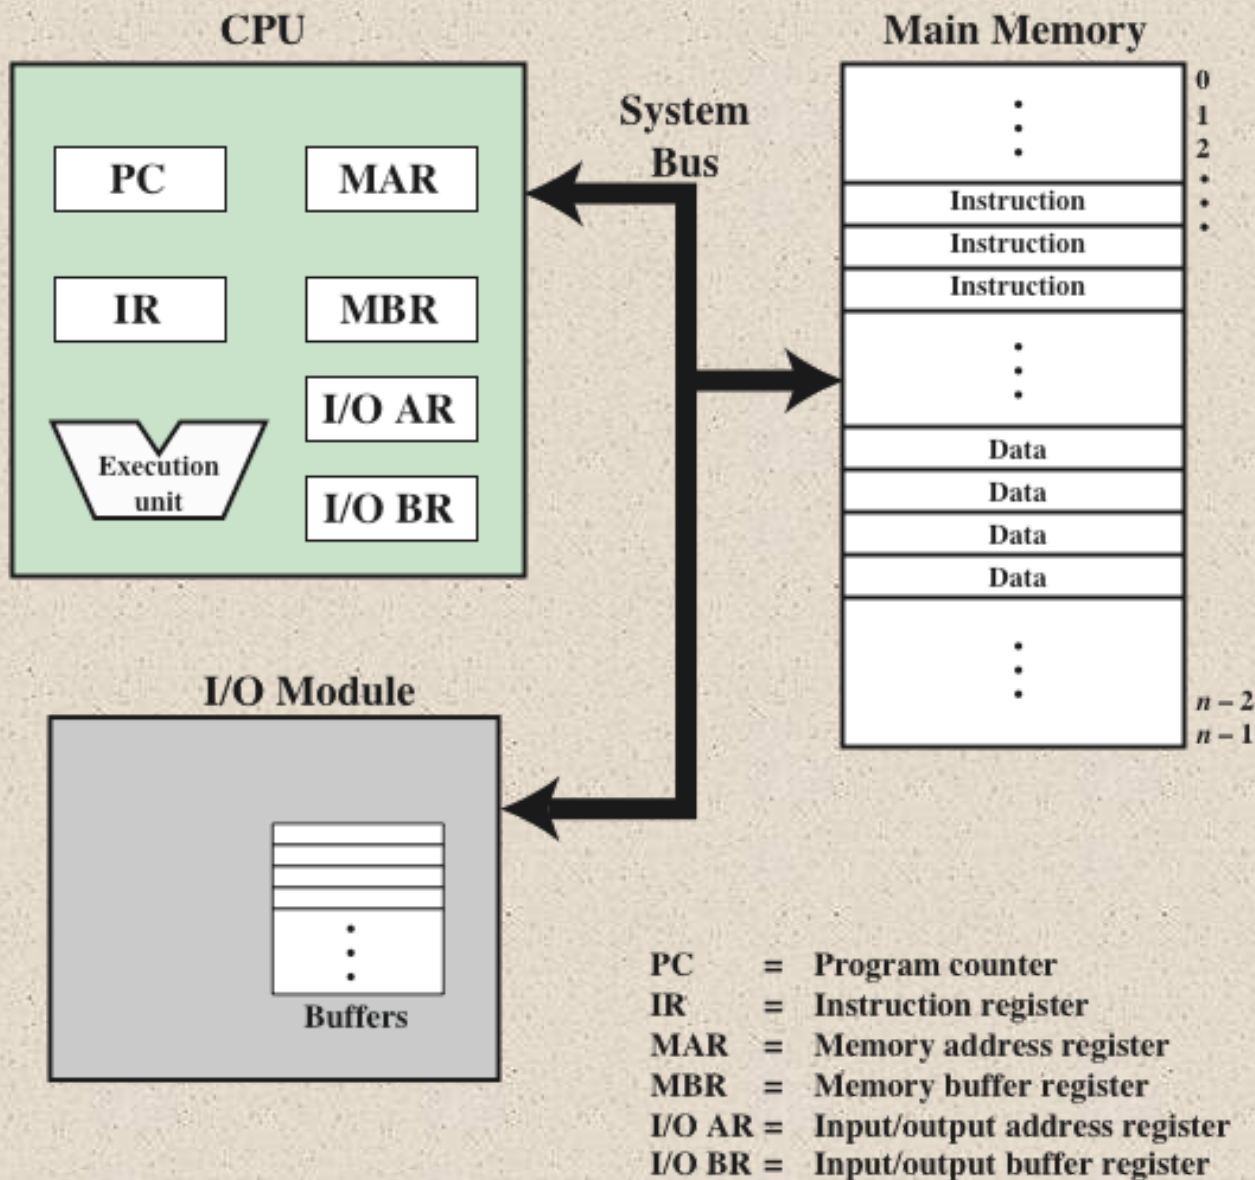 CPU
PC
MAR
IR
MBR
I/O AR
I/O BR
Execution
unit
System
Bus
Main Memory
0
1
2
Instruction
Instruction
Instruction
Data
Data
Data
Data
n – 2
n – 1
I/O Module
Buffers
PC = Program counter
IR = Instruction register
MAR = Memory address register
MBR = Memory buffer register
I/O AR = Input/output address register
I/O BR = Input/output buffer register